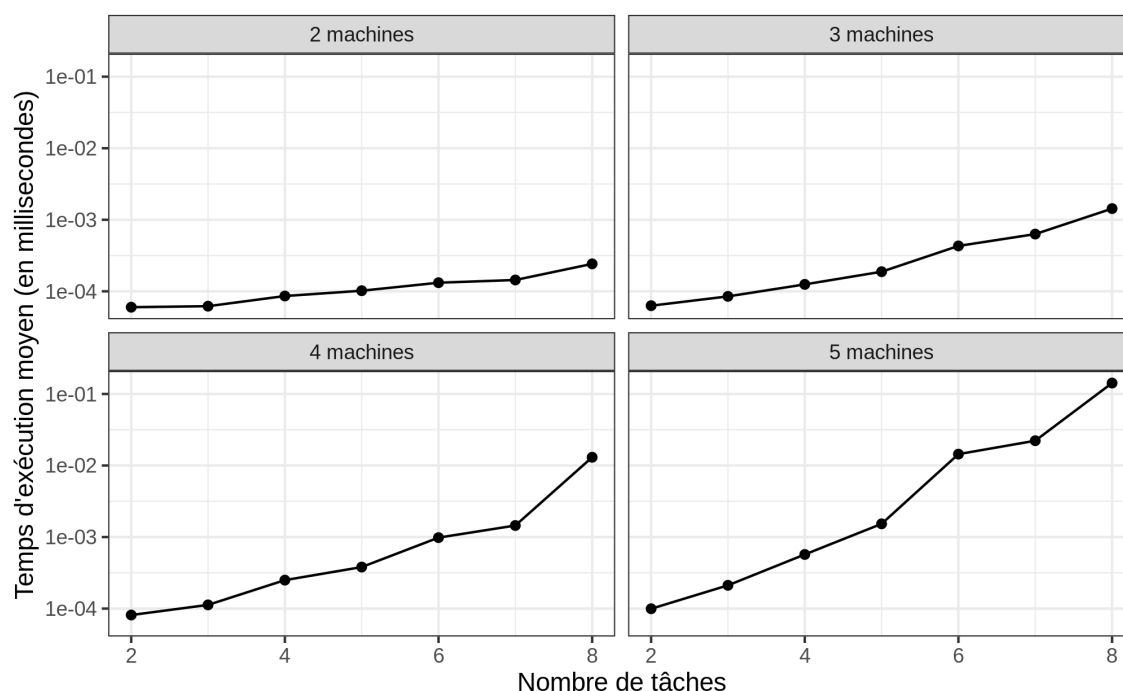 2 machines
3 machines
1e-01
1e-02
1e-03
1e-04
4 machines
5 machines
1e-01
1e-02
1e-03
1e-04
2 4 6 8
2 4 6 8
Nombre de tâches
Temps d'exécution moyen (en millisecondes)